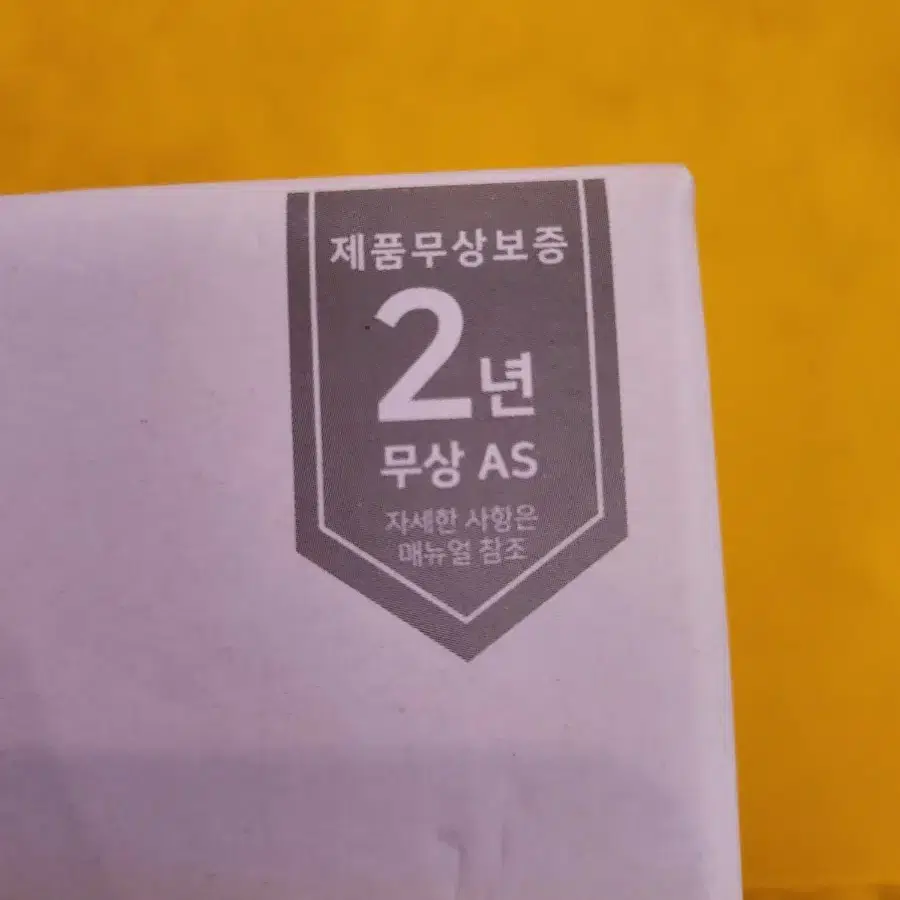 제품무상보증
2년
무상 AS
자세한 사항은
매뉴얼 참조